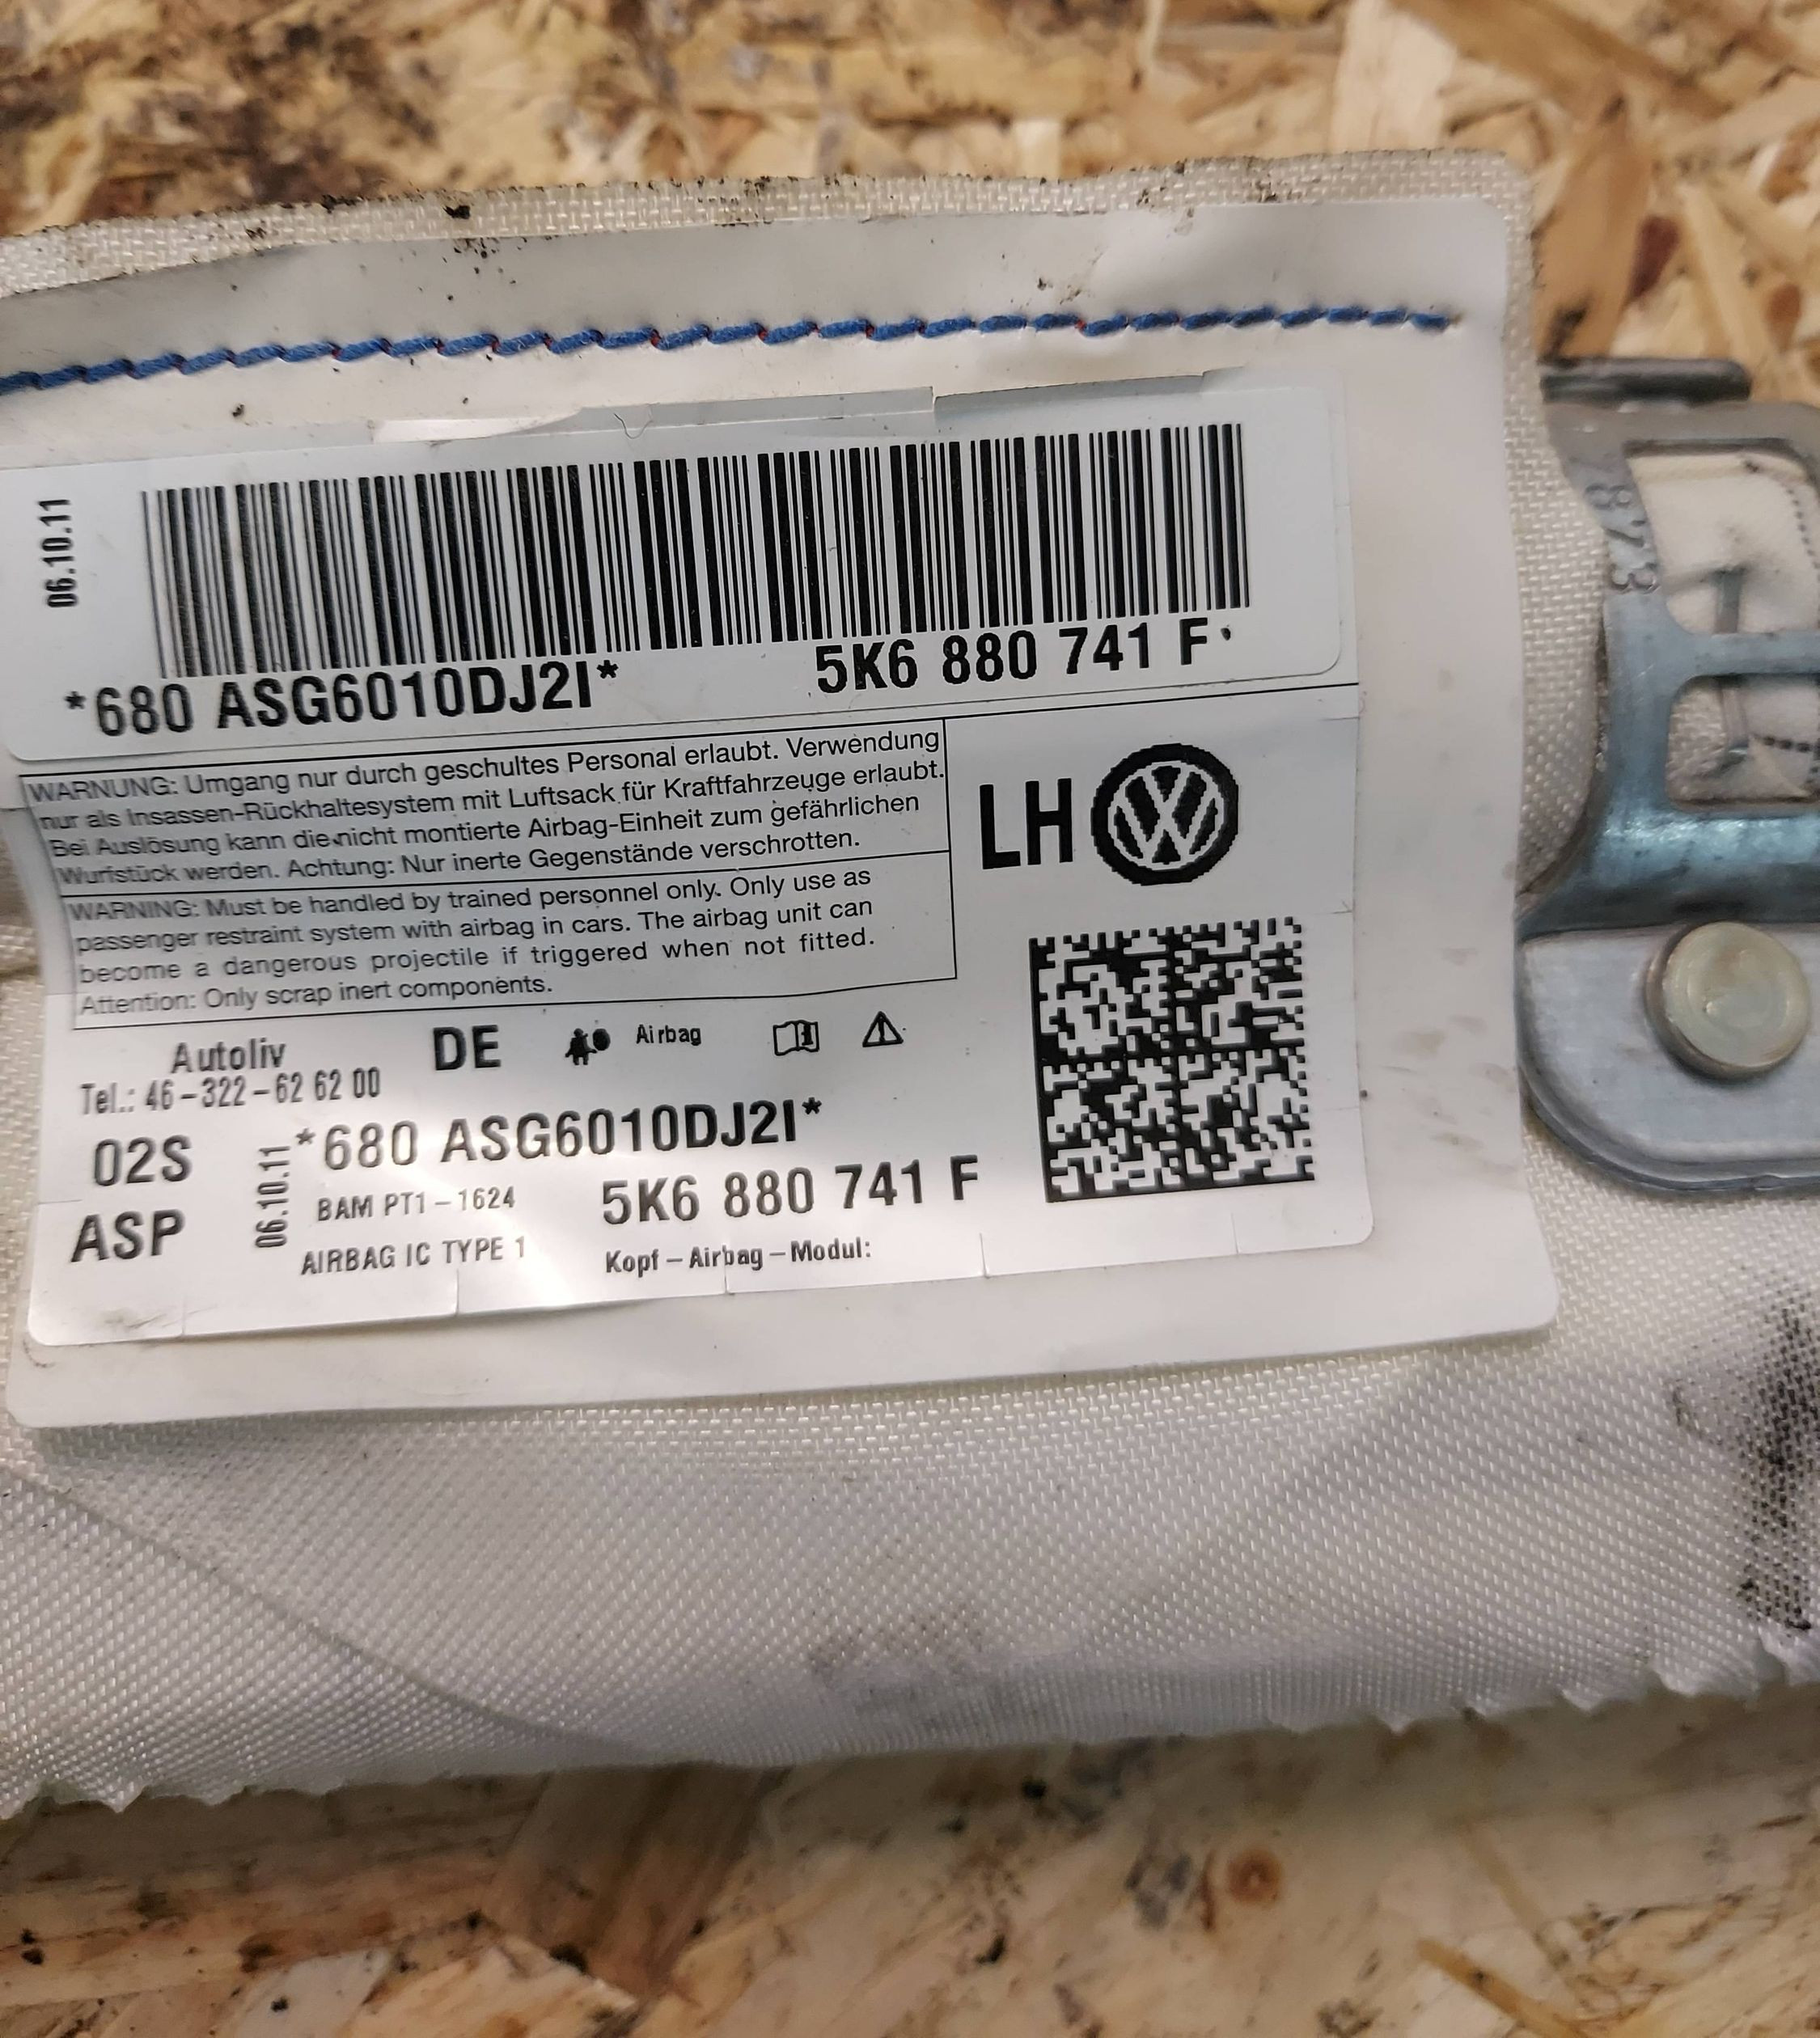 06.10.11
*680 ASG6010DJ2I*
5K6 880 741 F
WARNUNG: Umgang nur durch geschultes Personal erlaubt. Verwendung
nur als Insassen-Rückhaltesystem mit Luftsack für Kraftfahrzeuge erlaubt.
Bei Auslösung kann die nicht montierte Airbag-Einheit zum gefährlichen
Wurfstück werden. Achtung: Nur inerte Gegenstände verschrotten.
WARNING: Must be handled by trained personnel only. Only use as
passenger restraint system with airbag in cars. The airbag unit can
become a dangerous projectile if triggered when not fitted.
Attention: Only scrap inert components.
LH
Autoliv
Tel.: 46-322-62 62 00
DE
Airbag
02S
ASP
06.10.11
*680 ASG6010DJ2I*
BAM PT1-1624
5K6 880 741 F
AIRBAG IC TYPE 1
Kopf-Airbag-Modul: